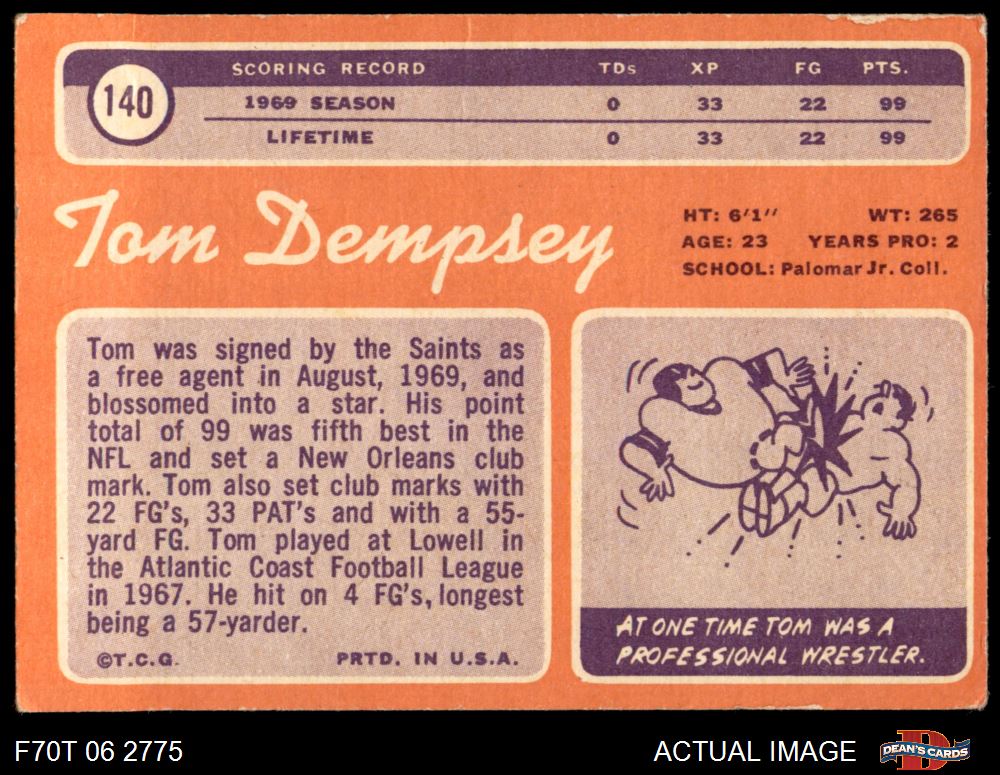 140
SCORING RECORD TDs XP FG PTS.
1969 SEASON 0 33 22 99
LIFETIME 0 33 22 99
Tom Dempsey
HT: 6'1" WT: 265
AGE: 23 YEARS PRO: 2
SCHOOL: Palomar Jr. Coll.
Tom was signed by the Saints as
a free agent in August, 1969, and
blossomed into a star. His point
total of 99 was fifth best in the
NFL and set a New Orleans club
mark. Tom also set club marks with
22 FG's, 33 PAT's and with a 55-
yard FG. Tom played at Lowell in
the Atlantic Coast Football League
in 1967. He hit on 4 FG's, longest
being a 57-yarder.
©T.C.G. PRTD. IN U.S.A.
AT ONE TIME TOM WAS A
PROFESSIONAL WRESTLER.
F70T 06 2775
ACTUAL IMAGE
D
DEAN'S CARDS